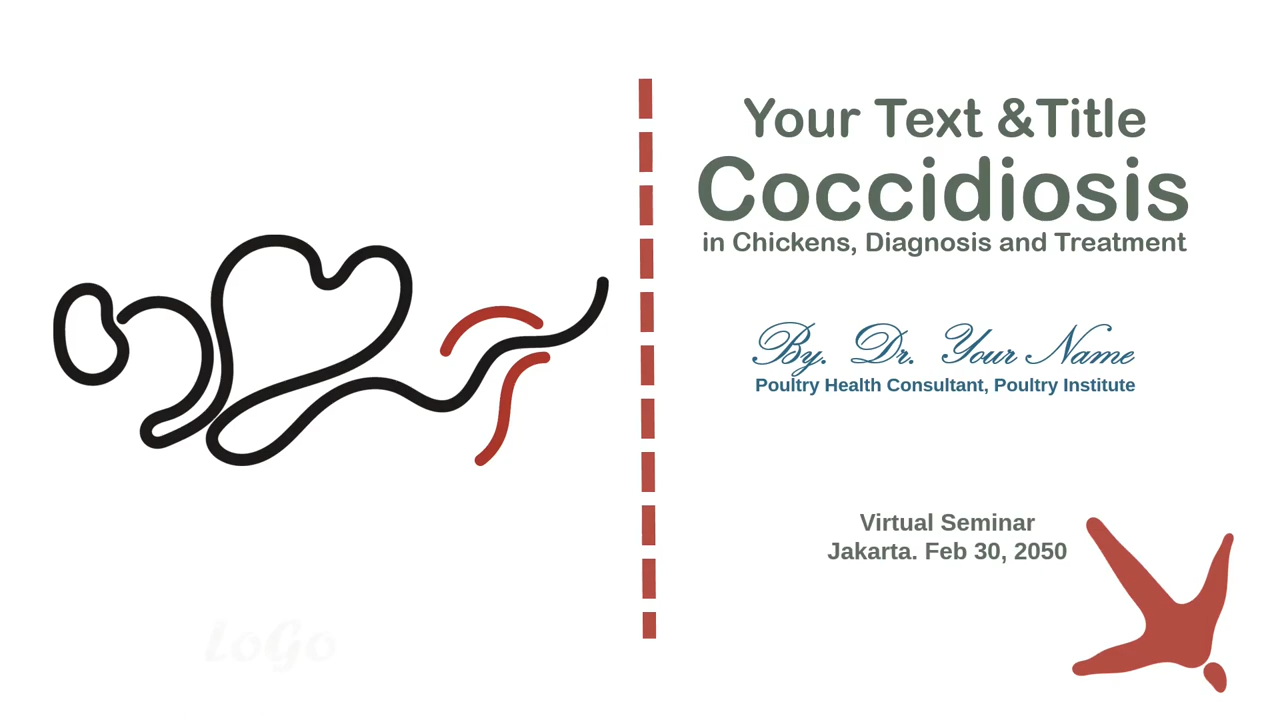 Your Text &Title
Coccidiosis
in Chickens, Diagnosis and Treatment
By. Dr. Your Name
Poultry Health Consultant, Poultry Institute
Virtual Seminar
Jakarta. Feb 30, 2050
LoGo